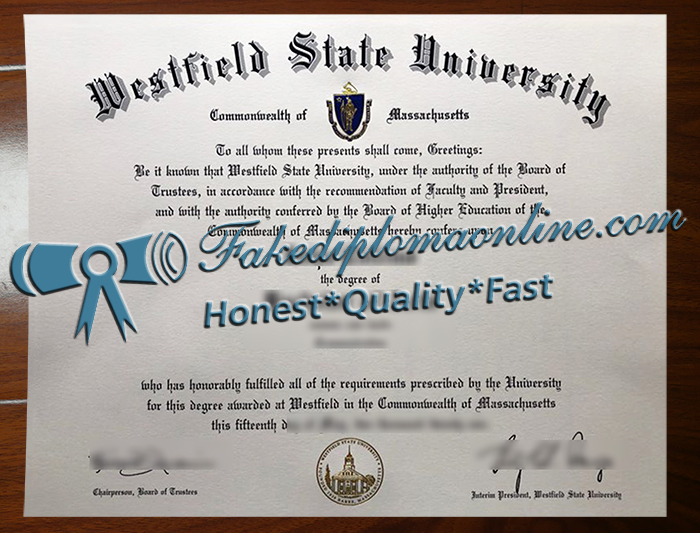 Westfield State University
Commonwealth of Massachusetts
To all whom these presents shall come, Greetings:
Be it known that Westfield State University, under the authority of the Board of
Trustees, in accordance with the recommendation of Faculty and President,
and with the authority conferred by the Board of Higher Education of the
Commonwealth of Massachusetts hereby confers upon
Fakediplomaonline.com
the degree of
Honest*Quality*Fast
who has honorably fulfilled all of the requirements prescribed by the University
for this degree awarded at Westfield in the Commonwealth of Massachusetts
this fifteenth
WESTFIELD STATE UNIVERSITY
Chairperson, Board of Trustees
Interim President, Westfield State University